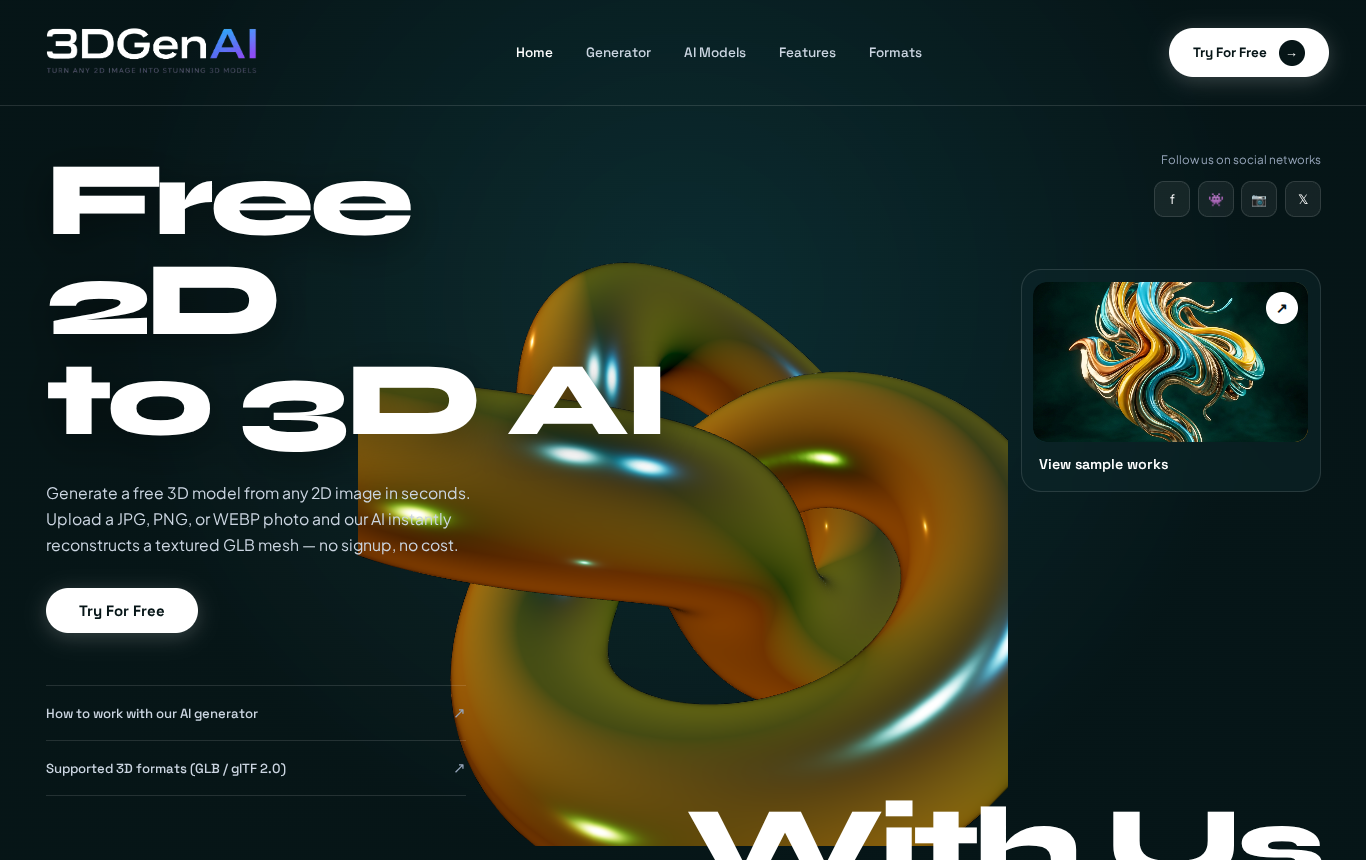 3DGenAI
TURN ANY 2D IMAGE INTO STUNNING 3D MODELS
Home
Generator
AI Models
Features
Formats
Try For Free →
Free
2D
to 3D AI
Generate a free 3D model from any 2D image in seconds.
Upload a JPG, PNG, or WEBP photo and our AI instantly
reconstructs a textured GLB mesh — no signup, no cost.
Try For Free
How to work with our AI generator ↗
Supported 3D formats (GLB / glTF 2.0) ↗
Follow us on social networks
f 👾 📷 𝕏
↗
View sample works
With Us